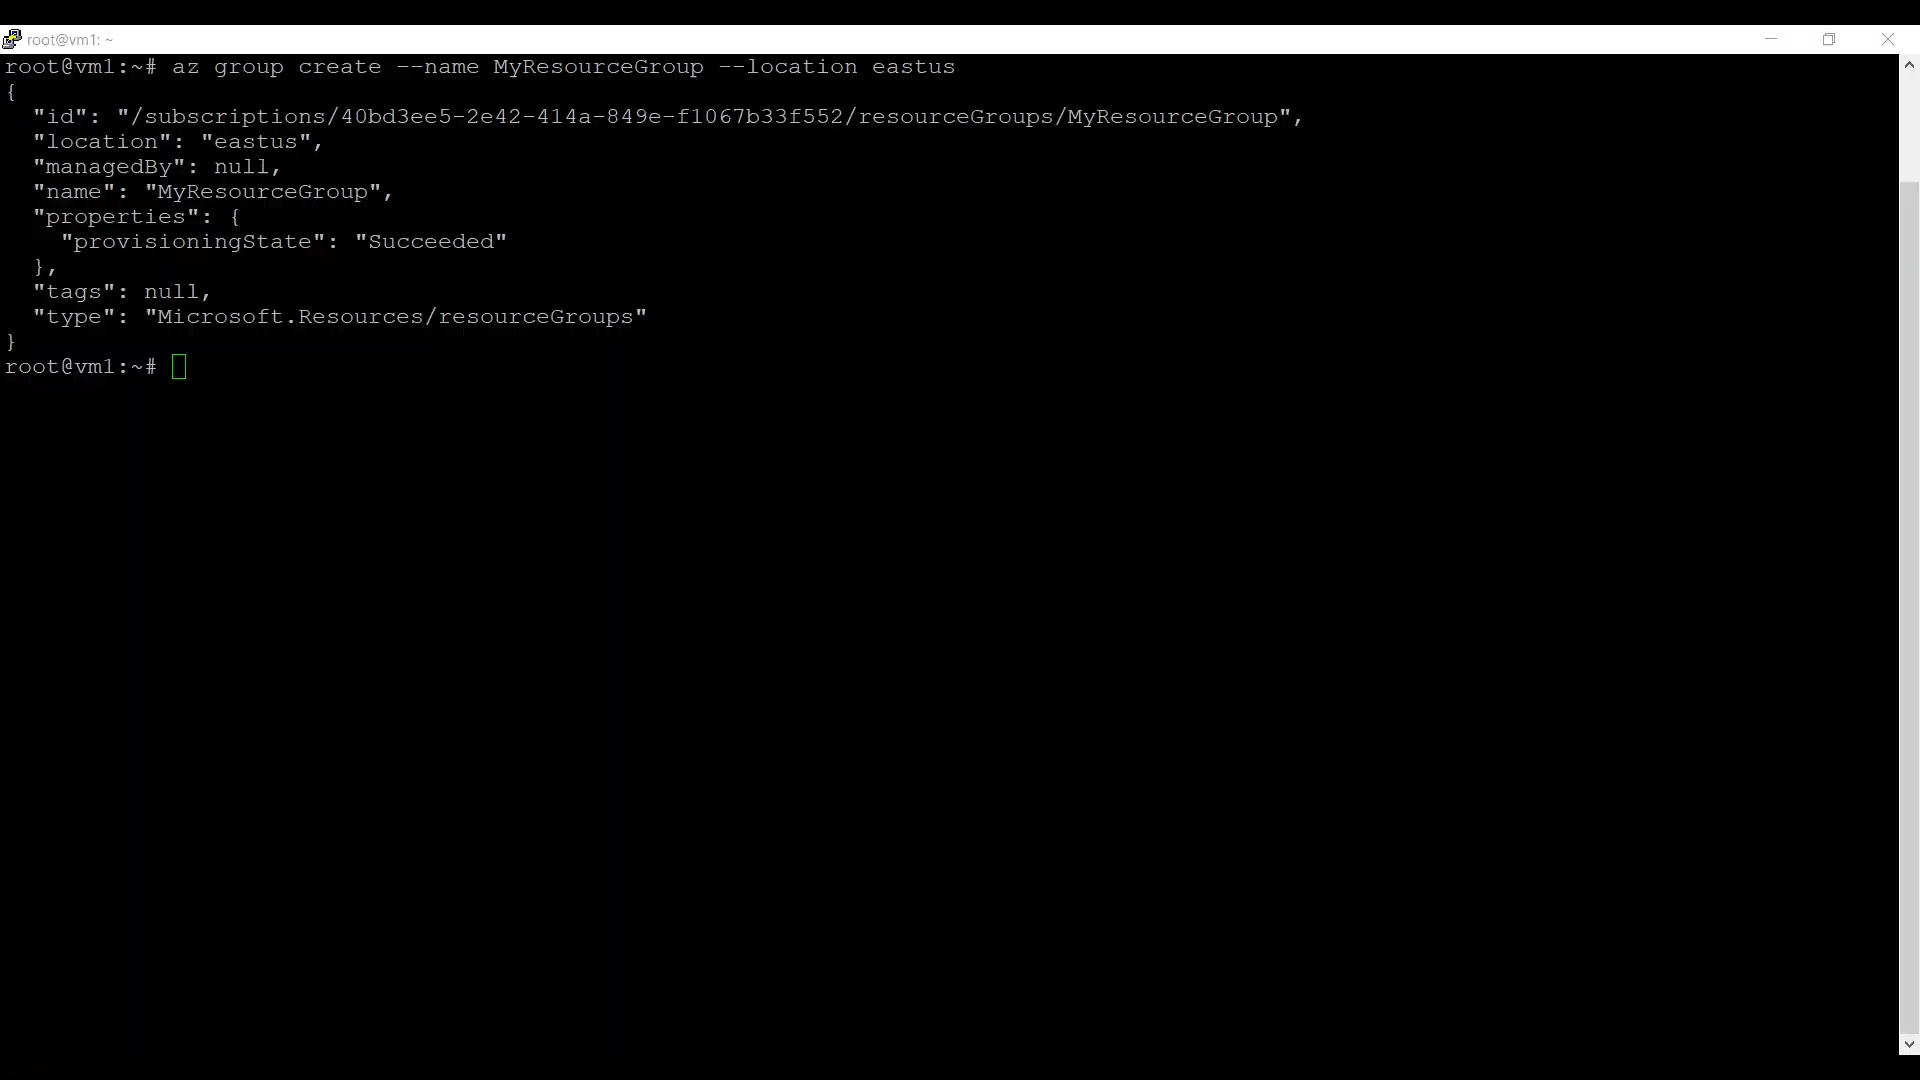 root@vm1: ~
root@vm1:~# az group create --name MyResourceGroup --location eastus
{
  "id": "/subscriptions/40bd3ee5-2e42-414a-849e-f1067b33f552/resourceGroups/MyResourceGroup",
  "location": "eastus",
  "managedBy": null,
  "name": "MyResourceGroup",
  "properties": {
    "provisioningState": "Succeeded"
  },
  "tags": null,
  "type": "Microsoft.Resources/resourceGroups"
}
root@vm1:~#